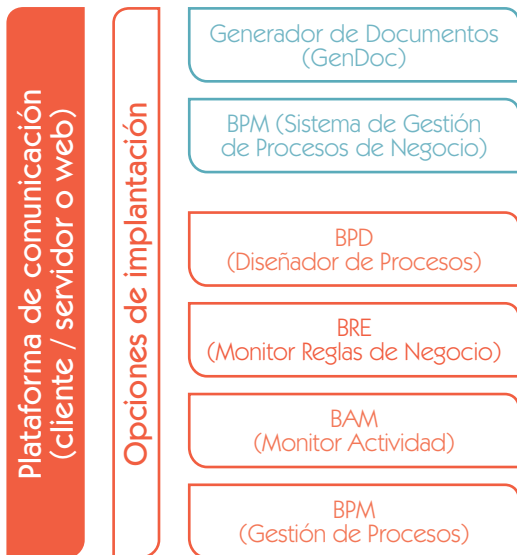 Plataforma de comunicación
(cliente / servidor o web)
Opciones de implantación
Generador de Documentos
(GenDoc)
BPM (Sistema de Gestión
de Procesos de Negocio)
BPD
(Diseñador de Procesos)
BRE
(Monitor Reglas de Negocio)
BAM
(Monitor Actividad)
BPM
(Gestión de Procesos)